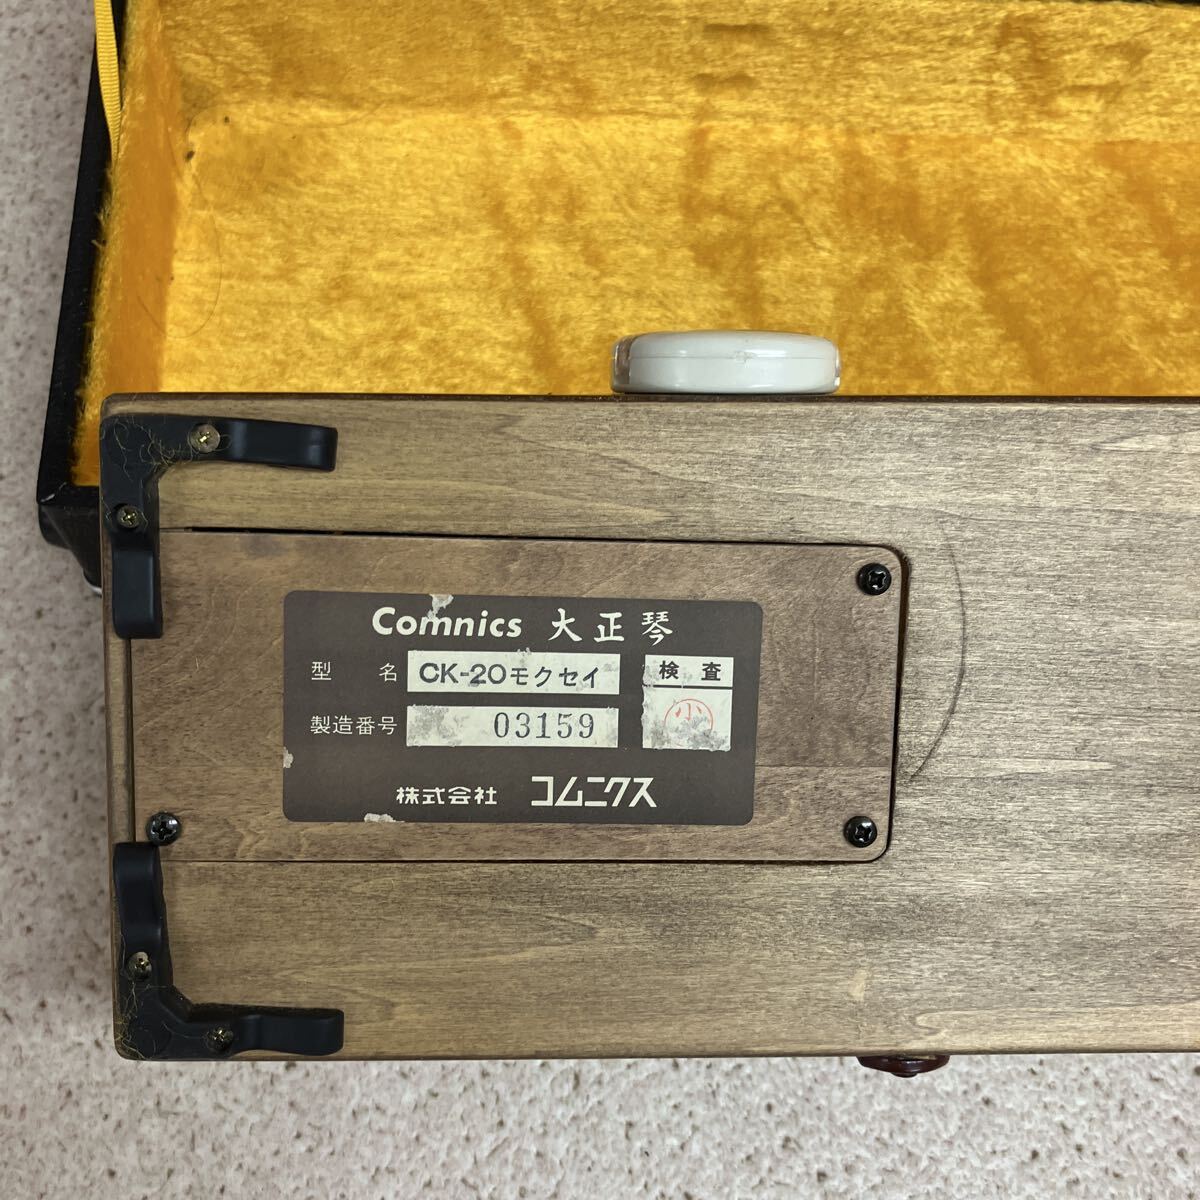 Comnics 大正琴
型名 CK-20モクセイ 検査
製造番号 03159 小
株式会社 コムニクス